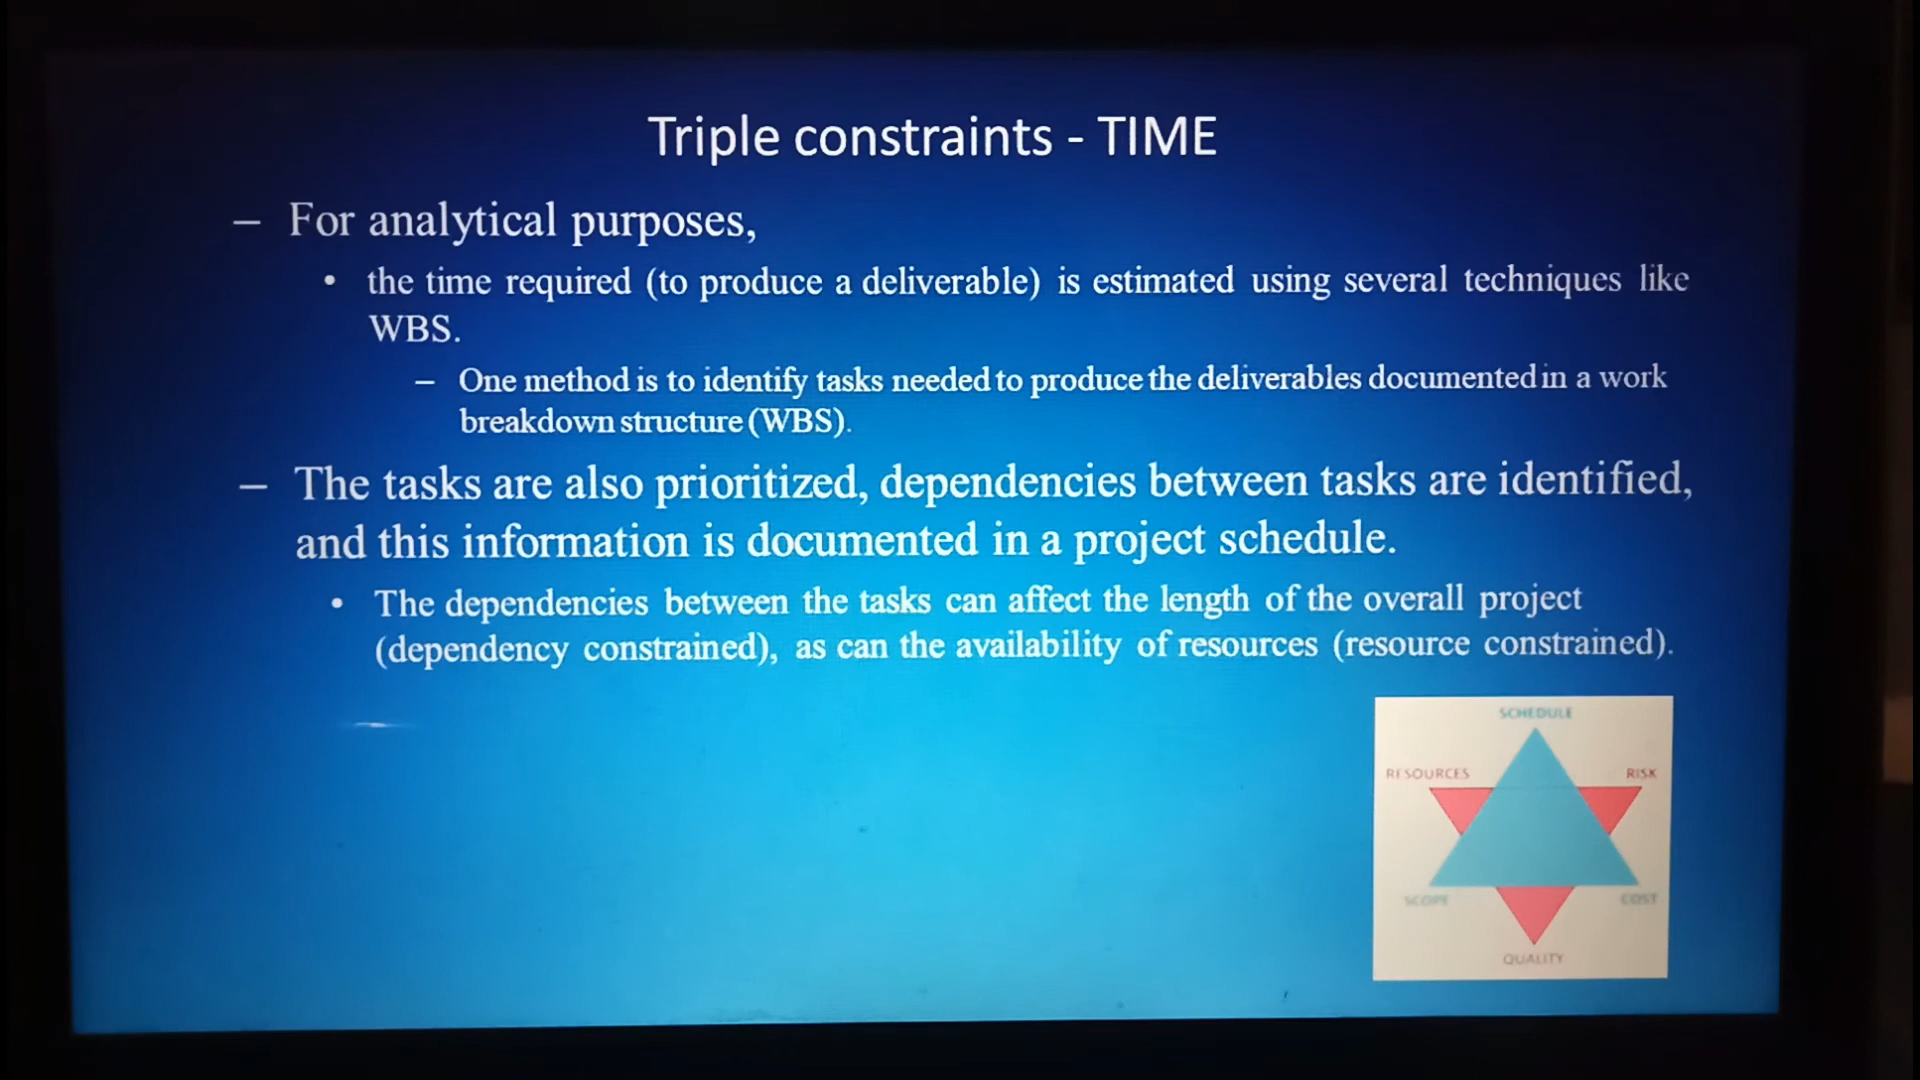 Triple constraints - TIME
– For analytical purposes,
• the time required (to produce a deliverable) is estimated using several techniques like
WBS.
– One method is to identify tasks needed to produce the deliverables documented in a work
breakdown structure (WBS).
– The tasks are also prioritized, dependencies between tasks are identified,
and this information is documented in a project schedule.
• The dependencies between the tasks can affect the length of the overall project
(dependency constrained), as can the availability of resources (resource constrained).
SCHEDULE
RESOURCES
RISK
SCOPE
COST
QUALITY